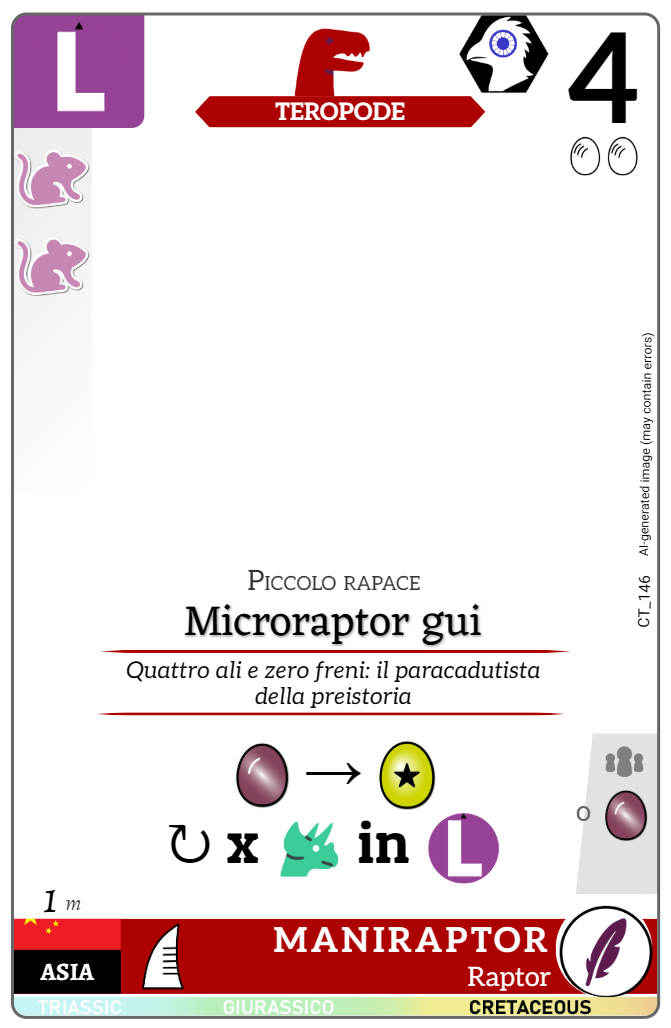 L
TEROPODE
4
AI-generated image (may contain errors)
CT_146
Piccolo rapace
Microraptor gui
Quattro ali e zero freni: il paracadutista
della preistoria
→
o
↻ x in L
1 m
ASIA
MANIRAPTOR
Raptor
TRIASSIC GIURASSICO CRETACEOUS